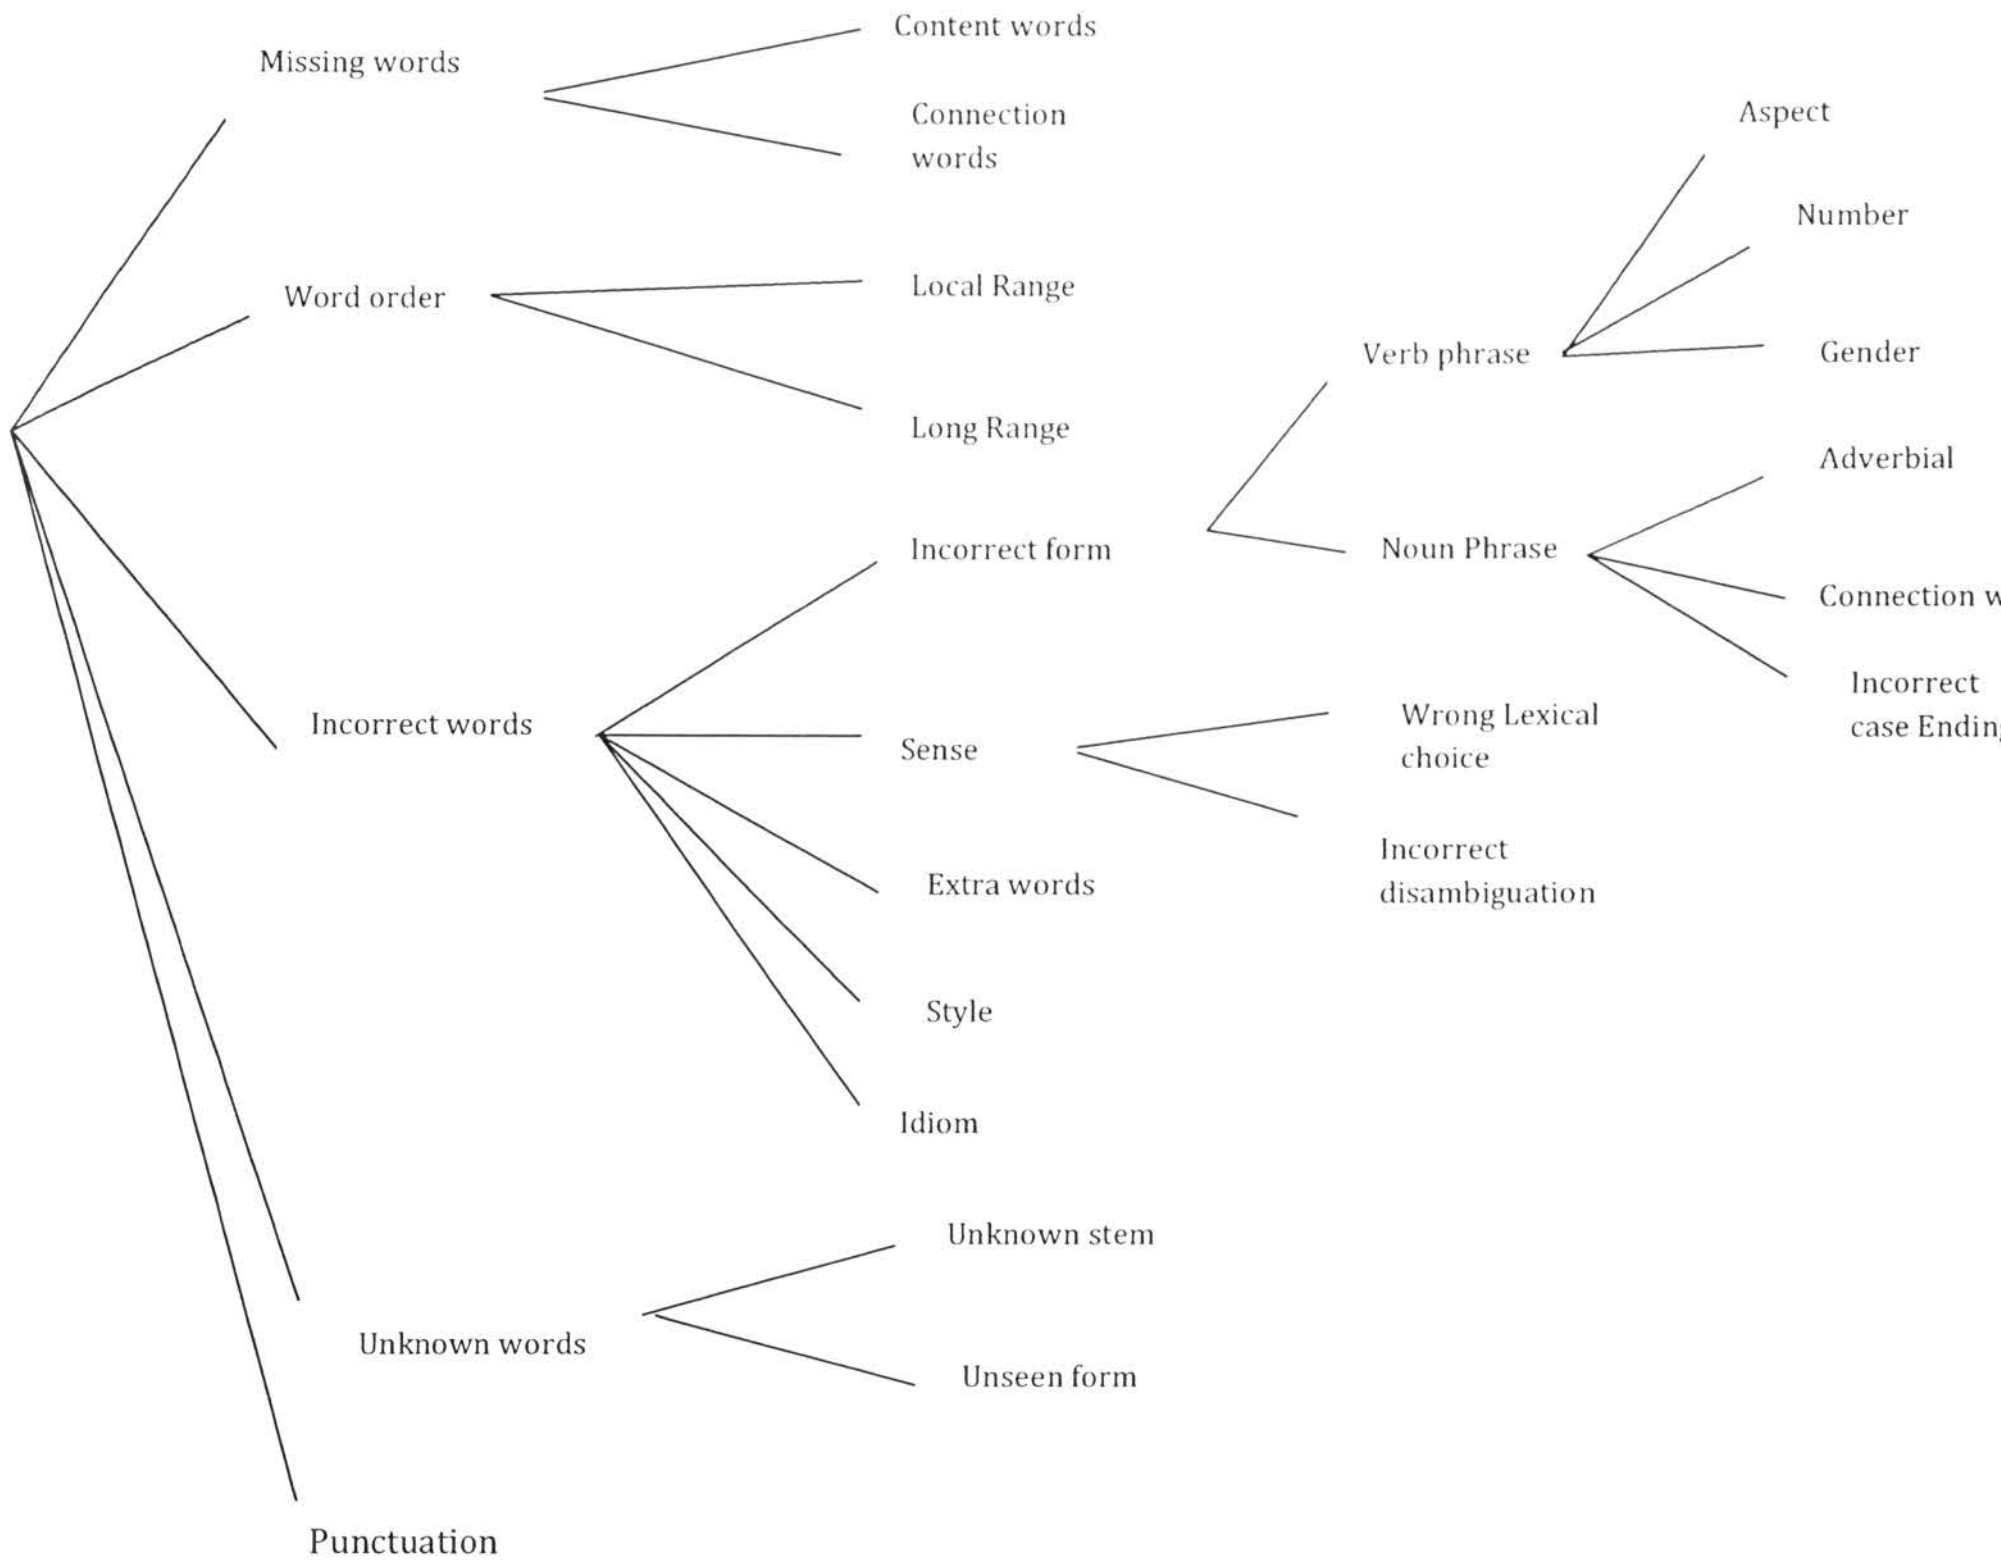 Missing words
Content words
Connection
words
Word order
Local Range
Long Range
Incorrect words
Incorrect form
Verb phrase
Aspect
Number
Gender
Noun Phrase
Adverbial
Connection
Incorrect
case
Sense
Wrong Lexical
choice
Incorrect
disambiguation
Extra words
Style
Idiom
Unknown words
Unknown stem
Unseen form
Punctuation